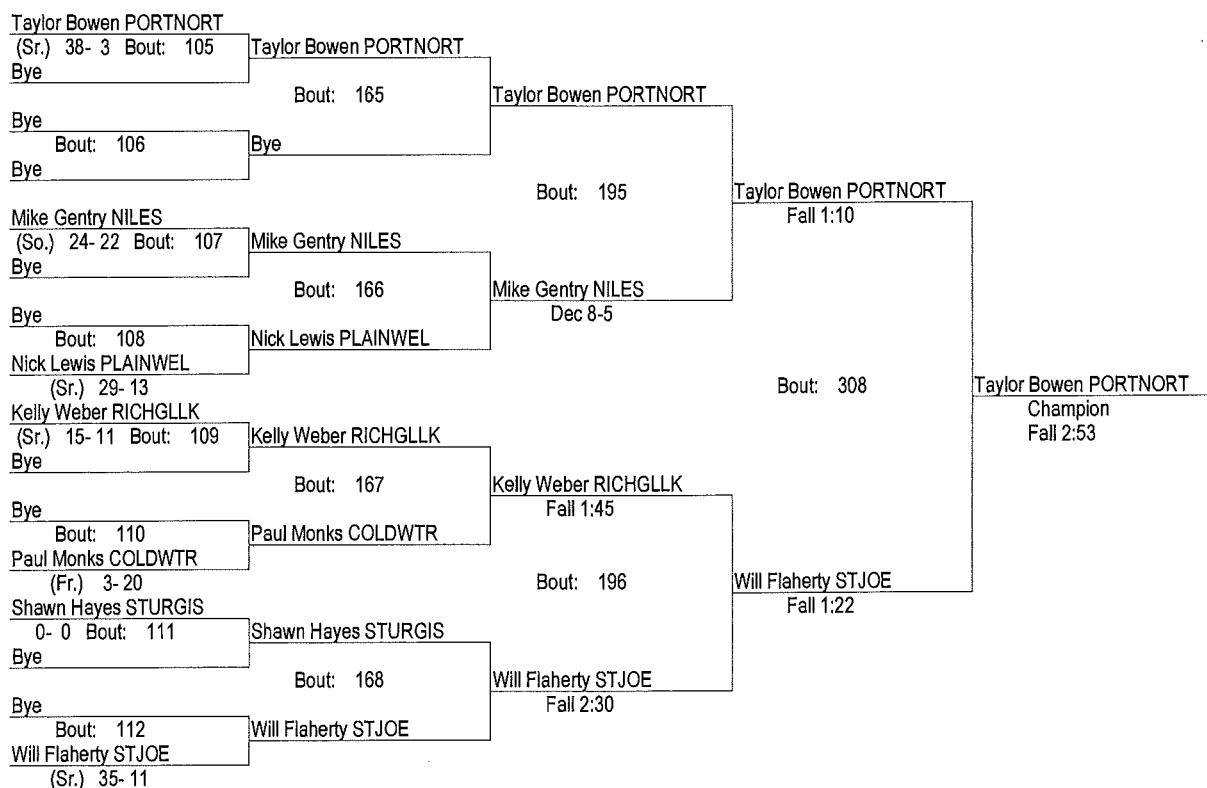 Taylor Bowen PORTNORT
(Sr.) 38- 3 Bout: 105
Bye
Taylor Bowen PORTNORT
Bout: 165
Bye
Bout: 106
Bye
Bye
Taylor Bowen PORTNORT
Bout: 195
Mike Gentry NILES
(So.) 24- 22 Bout: 107
Bye
Mike Gentry NILES
Bout: 166
Bye
Bout: 108
Nick Lewis PLAINWEL
(Sr.) 29- 13
Nick Lewis PLAINWEL
Mike Gentry NILES
Dec 8-5
Taylor Bowen PORTNORT
Fall 1:10
Bout: 308
Kelly Weber RICHGLLK
(Sr.) 15- 11 Bout: 109
Bye
Kelly Weber RICHGLLK
Bout: 167
Bye
Bout: 110
Paul Monks COLDWTR
(Fr.) 3- 20
Paul Monks COLDWTR
Kelly Weber RICHGLLK
Fall 1:45
Bout: 196
Shawn Hayes STURGIS
0- 0 Bout: 111
Bye
Shawn Hayes STURGIS
Bout: 168
Bye
Bout: 112
Will Flaherty STJOE
(Sr.) 35- 11
Will Flaherty STJOE
Will Flaherty STJOE
Fall 2:30
Will Flaherty STJOE
Fall 1:22
Taylor Bowen PORTNORT
Champion
Fall 2:53